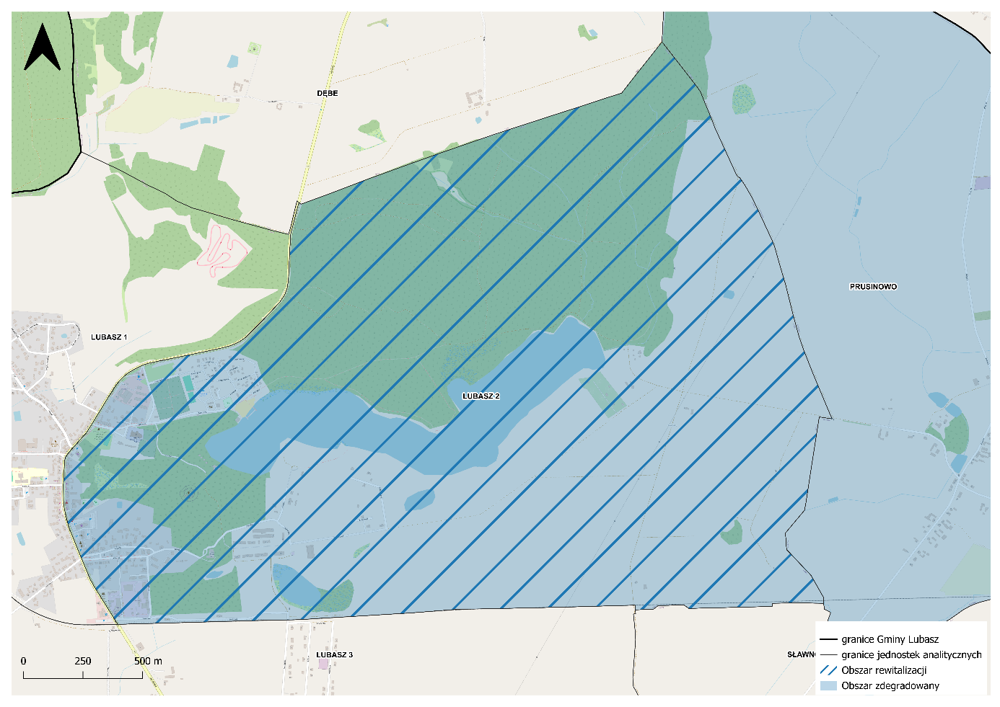 DĘBE
PRUSINOWO
LUBASZ 1
LUBASZ 2
LUBASZ 3
SŁAWNO
0 250 500 m
granice Gminy Lubasz
granice jednostek analitycznych
Obszar rewitalizacji
Obszar zdegradowany